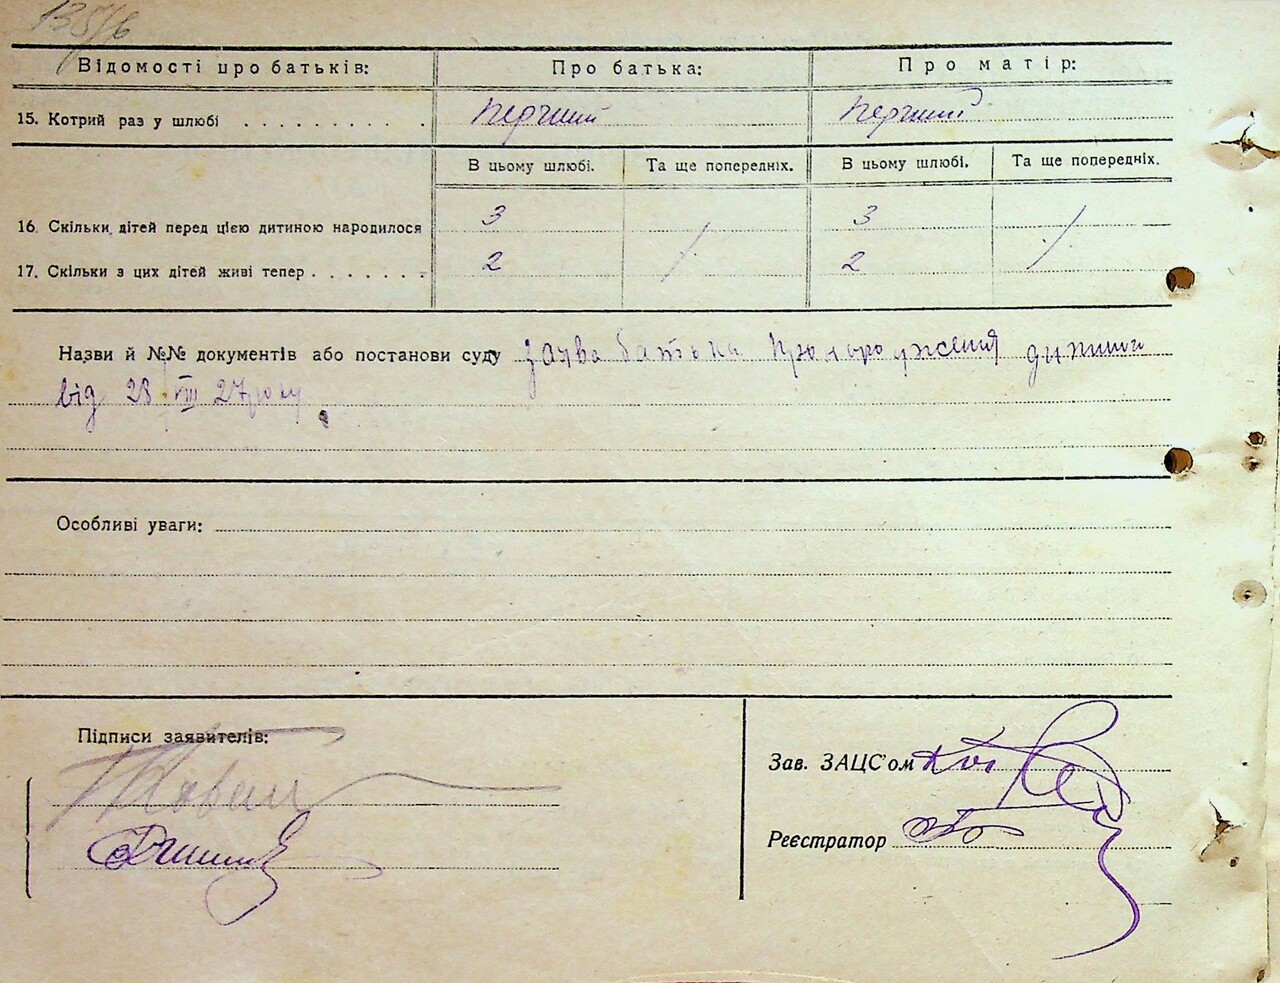 135/6
Відомості про батьків: Про батька: Про матір:
15. Котрий раз у шлюбі . . . . . . . . . . Перший Перший
В цьому шлюбі. Та ще попередніх. В цьому шлюбі. Та ще попередніх.
16. Скільки дітей перед цією дитиною народилося 3 / 3 /
17. Скільки з цих дітей живі тепер . . . . . . . 2 2
Назви й №№ документів або постанови суду Заява батька про народження дитини
від 28 VIII 27 року
Особливі уваги:
Підписи заявителів:
Зав. ЗАЦС'ом
Реєстратор